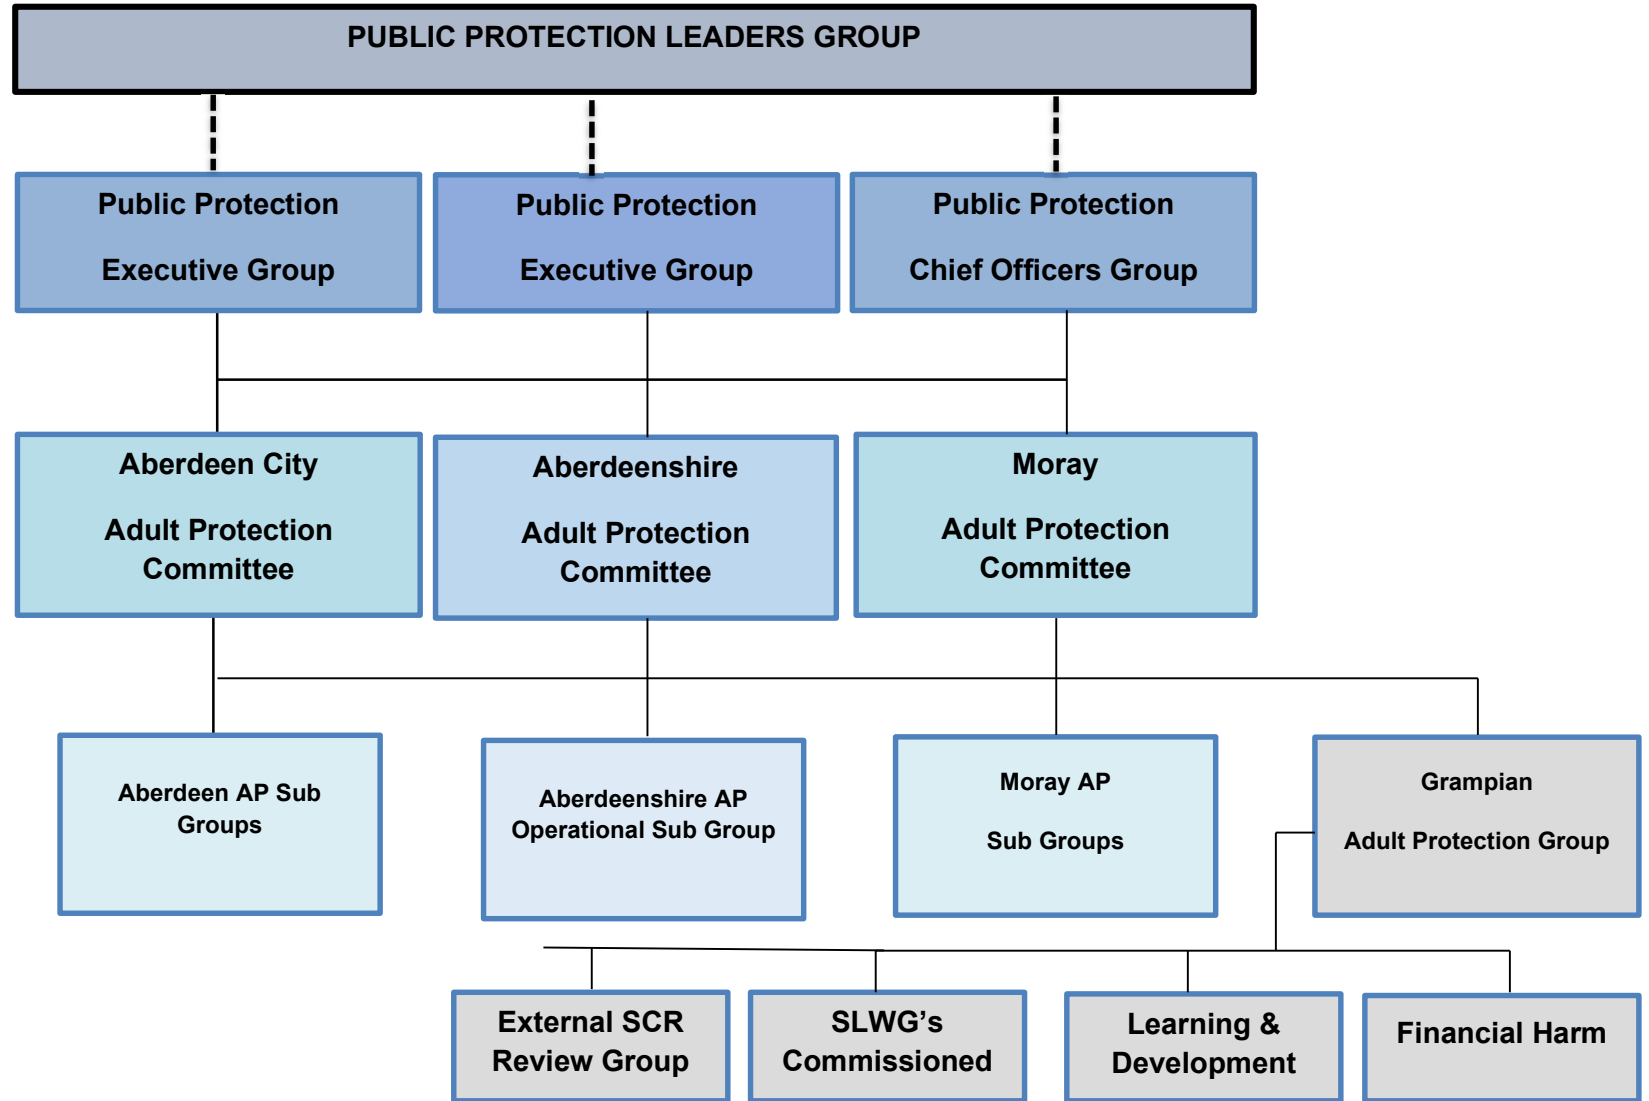 PUBLIC PROTECTION LEADERS GROUP
Public Protection
Executive Group
Public Protection
Executive Group
Public Protection
Chief Officers Group
Aberdeen City
Adult Protection
Committee
Aberdeenshire
Adult Protection
Committee
Moray
Adult Protection
Committee
Aberdeen AP Sub
Groups
Aberdeenshire AP
Operational Sub Group
Moray AP
Sub Groups
Grampian
Adult Protection Group
External SCR
Review Group
SLWG’s
Commissioned
Learning &
Development
Financial Harm